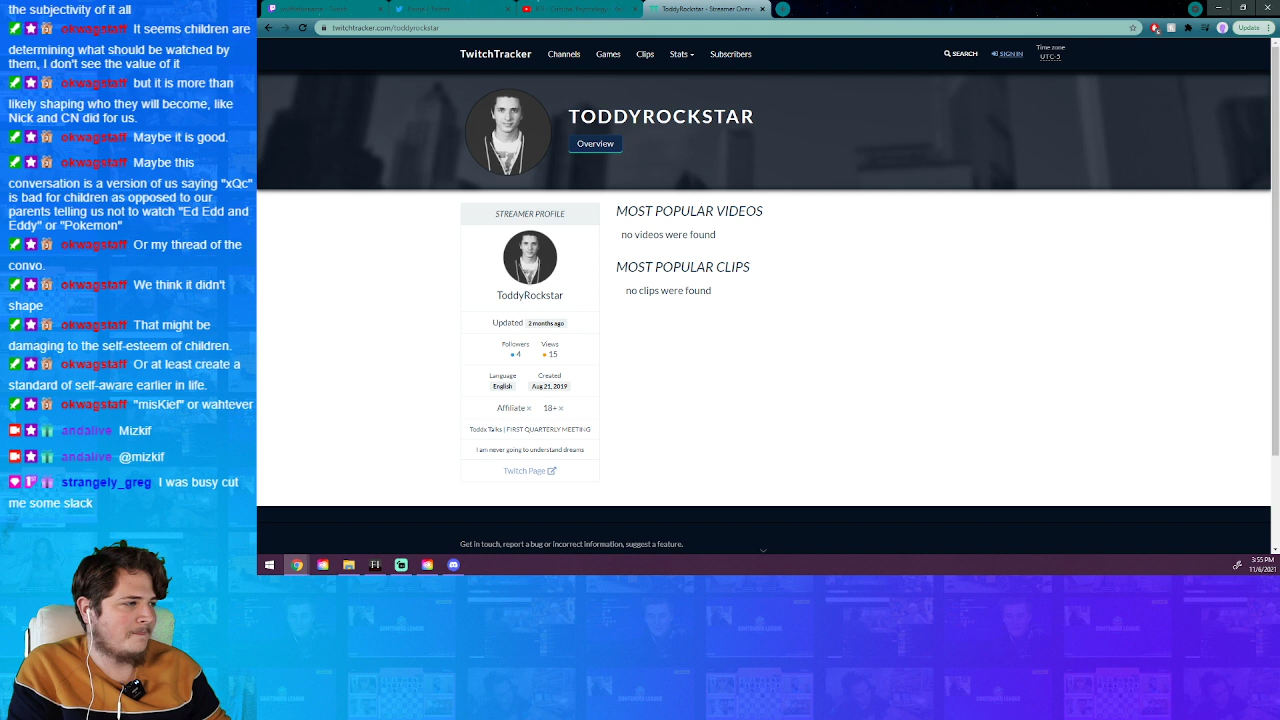 the subjectivity of it all
okwagstaff It seems children are
determining what should be watched by
them, I don't see the value of it
okwagstaff but it is more than
likely shaping who they will become, like
Nick and CN did for us.
okwagstaff Maybe it is good.
okwagstaff Maybe this
conversation is a version of us saying "xQc"
is bad for children as opposed to our
parents telling us not to watch "Ed Edd and
Eddy" or "Pokemon"
okwagstaff Or my thread of the
convo.
okwagstaff We think it didn't
shape
okwagstaff That might be
damaging to the self-esteem of children.
okwagstaff Or at least create a
standard of self-aware earlier in life.
okwagstaff "misKief" or wahtever
andalive Mizkif
andalive @mizkif
strangely_greg I was busy cut
me some slack
ToddyRockstar - Streamer Overv
twitchtracker.com/toddyrockstar
Update
TwitchTracker Channels Games Clips Stats Subscribers
SEARCH SIGN IN
Time zone
UTC-5
TODDYROCKSTAR
Overview
STREAMER PROFILE
ToddyRockstar
Updated 2 months ago
Followers Views
4 15
Language Created
English Aug 21, 2019
Affiliate × 18+ ×
Toddx Talks | FIRST QUARTERLY MEETING
I am never going to understand dreams
Twitch Page
MOST POPULAR VIDEOS
no videos were found
MOST POPULAR CLIPS
no clips were found
Get in touch, report a bug or incorrect information, suggest a feature.
3:55 PM
11/6/2021